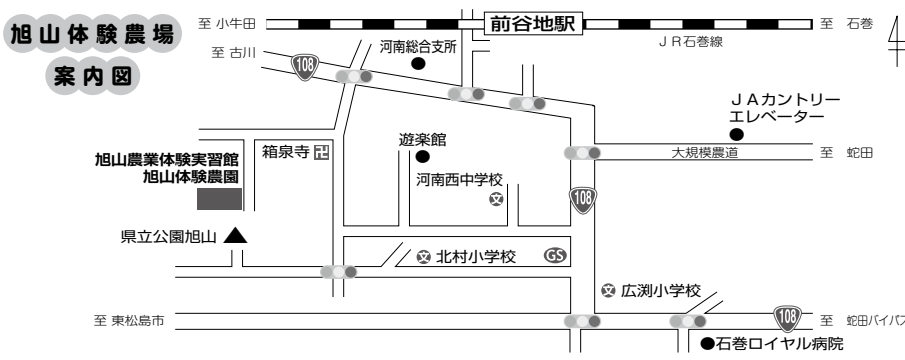 旭山体験農場
案内図
至 小牛田
前谷地駅
至 石巻
JR石巻線
至 古川
108
河南総合支所
JAカントリー
エレベーター
大規模農道
至 蛇田
箱泉寺
遊楽館
旭山農業体験実習館
旭山体験農園
河南西中学校
文
108
県立公園旭山
文 北村小学校
GS
文 広渕小学校
至 東松島市
108
至 蛇田バイパス
石巻ロイヤル病院